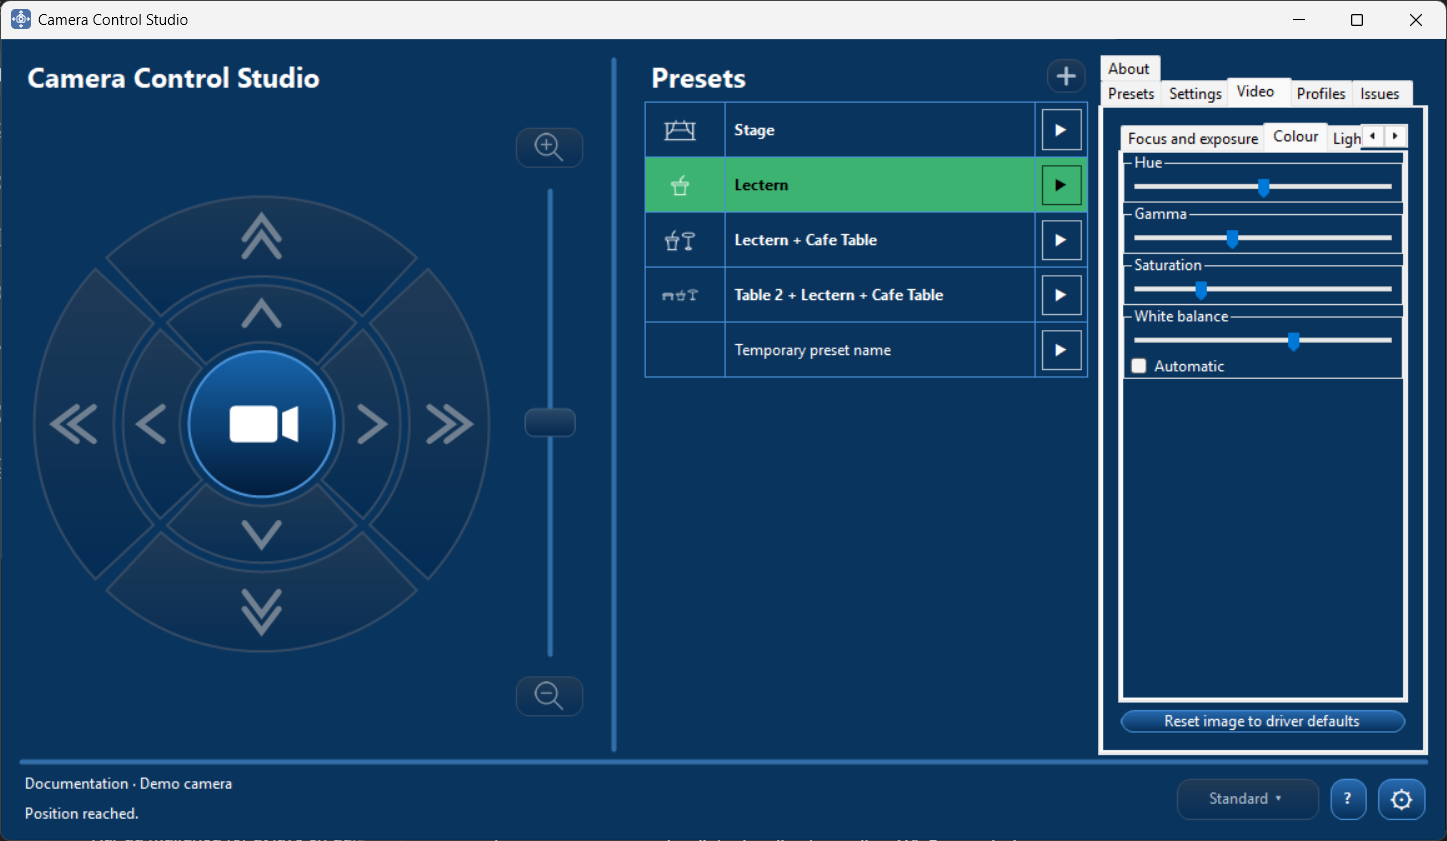 Camera Control Studio
Camera Control Studio
Presets
Stage
Lectern
Lectern + Cafe Table
Table 2 + Lectern + Cafe Table
Temporary preset name
About
Presets Settings Video Profiles Issues
Focus and exposure Colour Ligh
Hue
Gamma
Saturation
White balance
Automatic
Reset image to driver defaults
Documentation · Demo camera
Position reached.
Standard
?